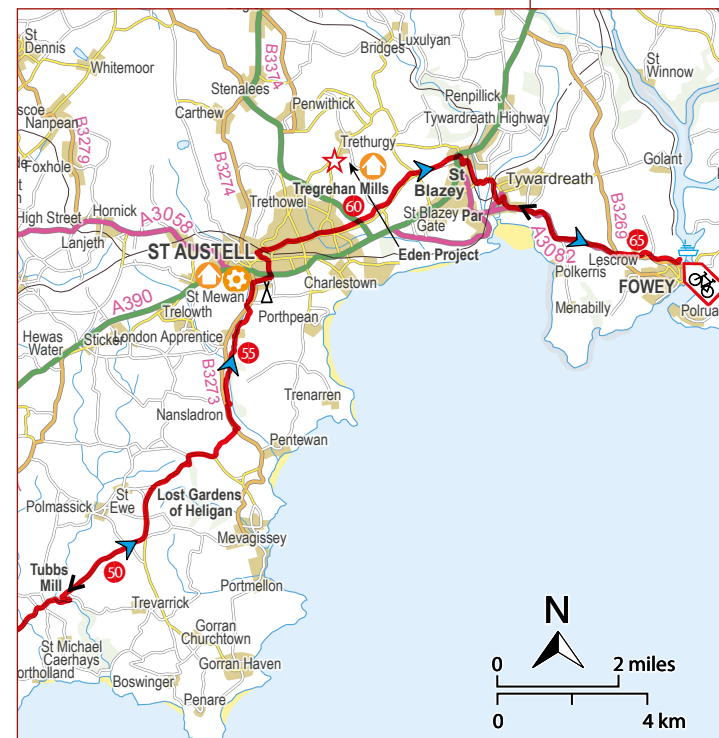 St
Dennis
Whitemoor
B3374
Bridges
Luxulyan
St
Winnow
Stenalees
Penpillick
Penwithick
scoe
Nanpean
Carthew
Tywardreath Highway
B3279
B3274
Trethurgy
Foxhole
Golant
St
Blazey
Tywardreath
Tregrehan Mills
60
Trethowel
B3269
High Street
Hornick
A3058
St Blazey
Gate
Par
Lanjeth
ST AUSTELL
Eden Project
A3082
65
Lescrow
Polkerris
FOWEY
Charlestown
St Mewan
A390
Trelowth
Porthpean
Menabilly
Polrua
Hewas
Water
Sticker
London Apprentice
55
B3273
Trenarren
Nansladron
Pentewan
St
Ewe
Lost Gardens
of Heligan
Polmassick
Mevagissey
Tubbs
Mill
50
Portmellon
Trevarrick
Gorran
Churchtown
St Michael
Caerhays
Gorran Haven
ortholland
Boswinger
Penare
N
0 2 miles
0 4 km